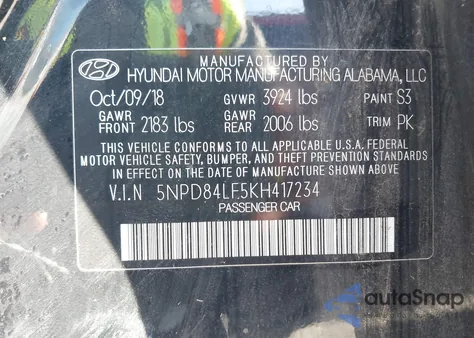 MANUFACTURED BY
HYUNDAI MOTOR MANUFACTURING ALABAMA, LLC
Oct/09/18 GVWR 3924 lbs PAINT S3
GAWR FRONT 2183 lbs GAWR REAR 2006 lbs TRIM PK
THIS VEHICLE CONFORMS TO ALL APPLICABLE U.S.A. FEDERAL
MOTOR VEHICLE SAFETY, BUMPER, AND THEFT PREVENTION STANDARDS
IN EFFECT ON THE DATE OF MANUFACTURE SHOWN ABOVE.
V.I.N 5NPD84LF5KH417234
PASSENGER CAR
autoSnap